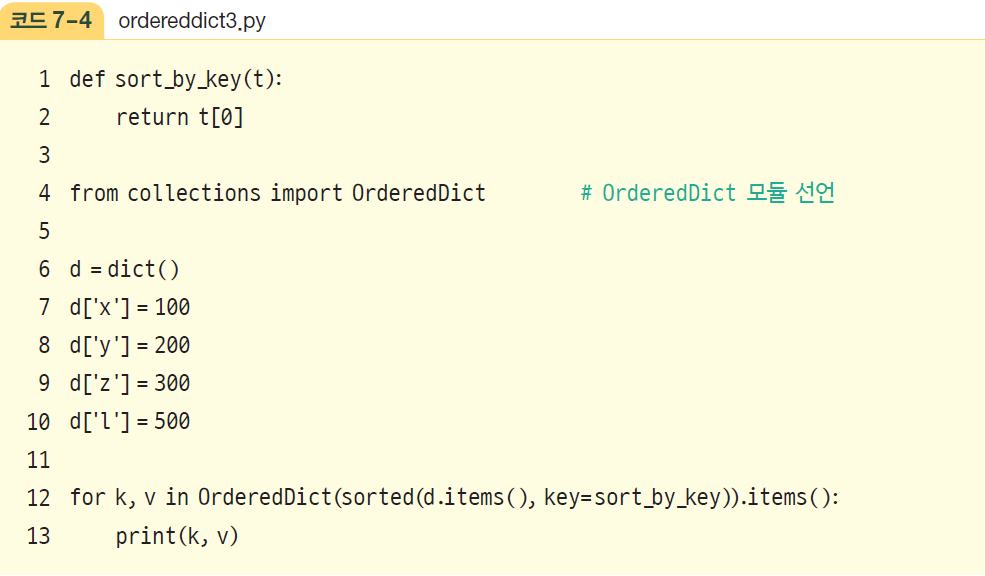 코드 7-4 ordereddict3.py
1 def sort_by_key(t):
2     return t[0]
3
4 from collections import OrderedDict        # OrderedDict 모듈 선언
5
6 d = dict()
7 d['x'] = 100
8 d['y'] = 200
9 d['z'] = 300
10 d['l'] = 500
11
12 for k, v in OrderedDict(sorted(d.items(), key=sort_by_key)).items():
13     print(k, v)